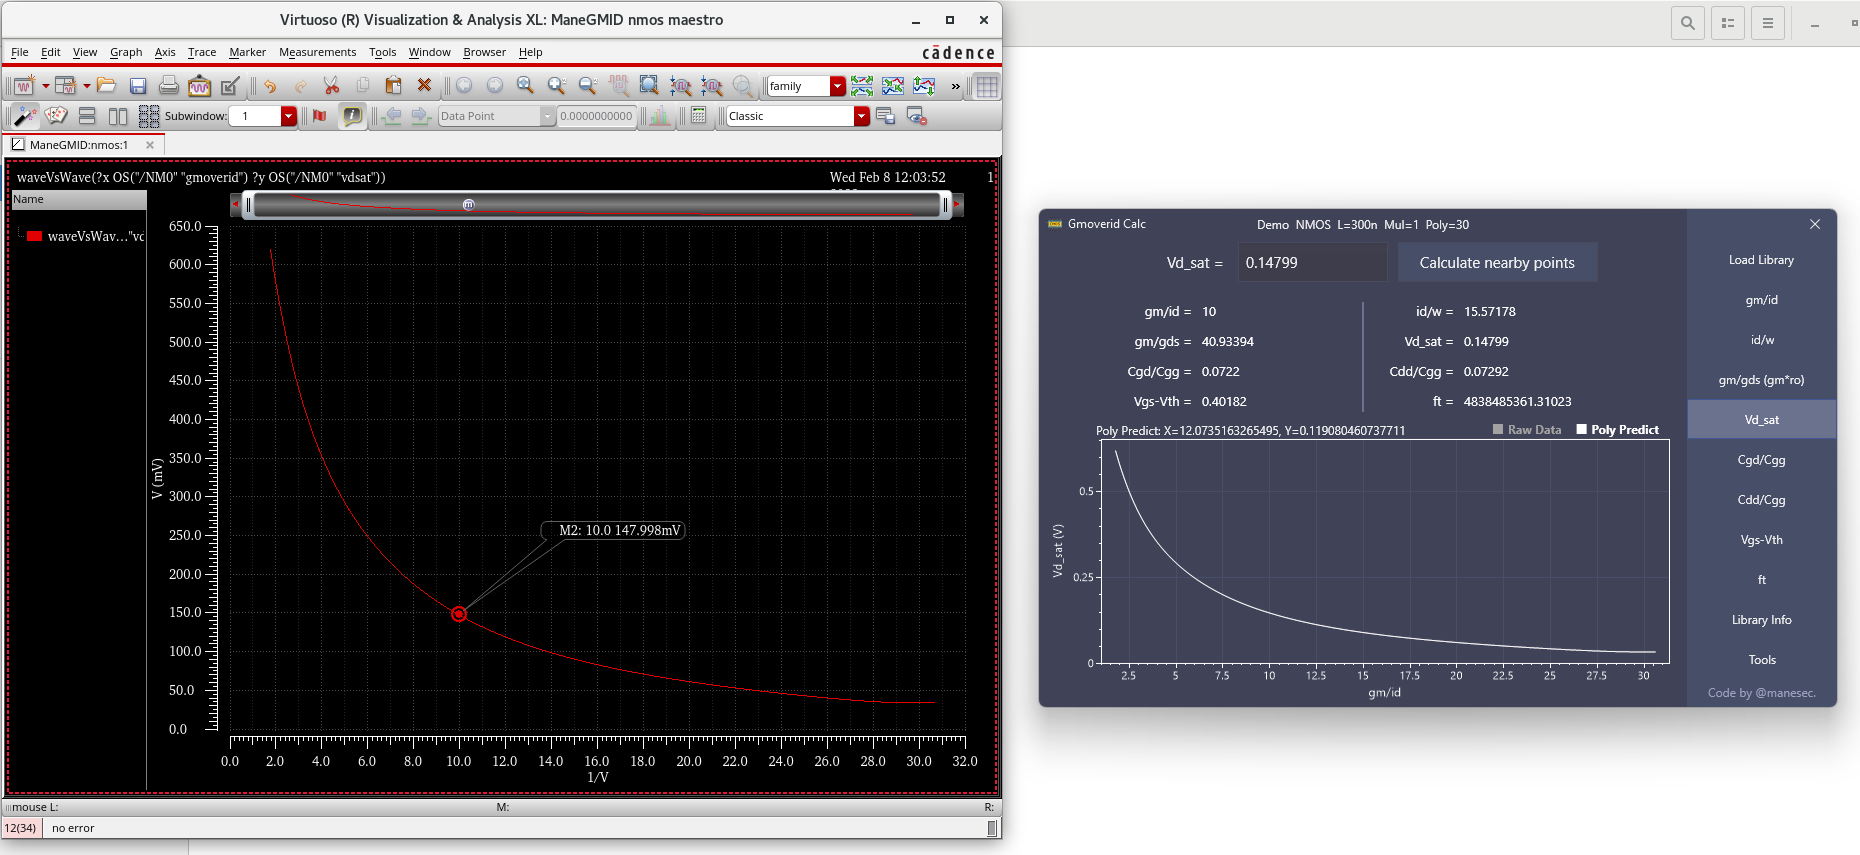 Virtuoso (R) Visualization & Analysis XL: ManeGMID nmos maestro
File Edit View Graph Axis Trace Marker Measurements Tools Window Browser Help
cādence
family
»
Subwindow: 1
Data Point
0.0000000000
Classic
ManeGMID:nmos:1
waveVsWave(?x OS("/NM0" "gmoverid") ?y OS("/NM0" "vdsat"))
Wed Feb 8 12:03:52
1
Name
waveVsWav..."vd
m
650.0
600.0
550.0
500.0
450.0
400.0
350.0
300.0
250.0
200.0
150.0
100.0
50.0
0.0
V (mV)
M2: 10.0 147.998mV
0.0 2.0 4.0 6.0 8.0 10.0 12.0 14.0 16.0 18.0 20.0 22.0 24.0 26.0 28.0 30.0 32.0
1/V
mouse L: M: R:
12(34) no error
Gmoverid Calc
Demo NMOS L=300n Mul=1 Poly=30
Vd_sat = 0.14799
Calculate nearby points
gm/id = 10
id/w = 15.57178
gm/gds = 40.93394
Vd_sat = 0.14799
Cgd/Cgg = 0.0722
Cdd/Cgg = 0.07292
Vgs-Vth = 0.40182
ft = 4838485361.31023
Poly Predict: X=12.0735163265495, Y=0.119080460737711
Raw Data
Poly Predict
0.5
0.25
0
Vd_sat (V)
2.5 5 7.5 10 12.5 15 17.5 20 22.5 25 27.5 30
gm/id
Load Library
gm/id
id/w
gm/gds (gm*ro)
Vd_sat
Cgd/Cgg
Cdd/Cgg
Vgs-Vth
ft
Library Info
Tools
Code by @manesec.